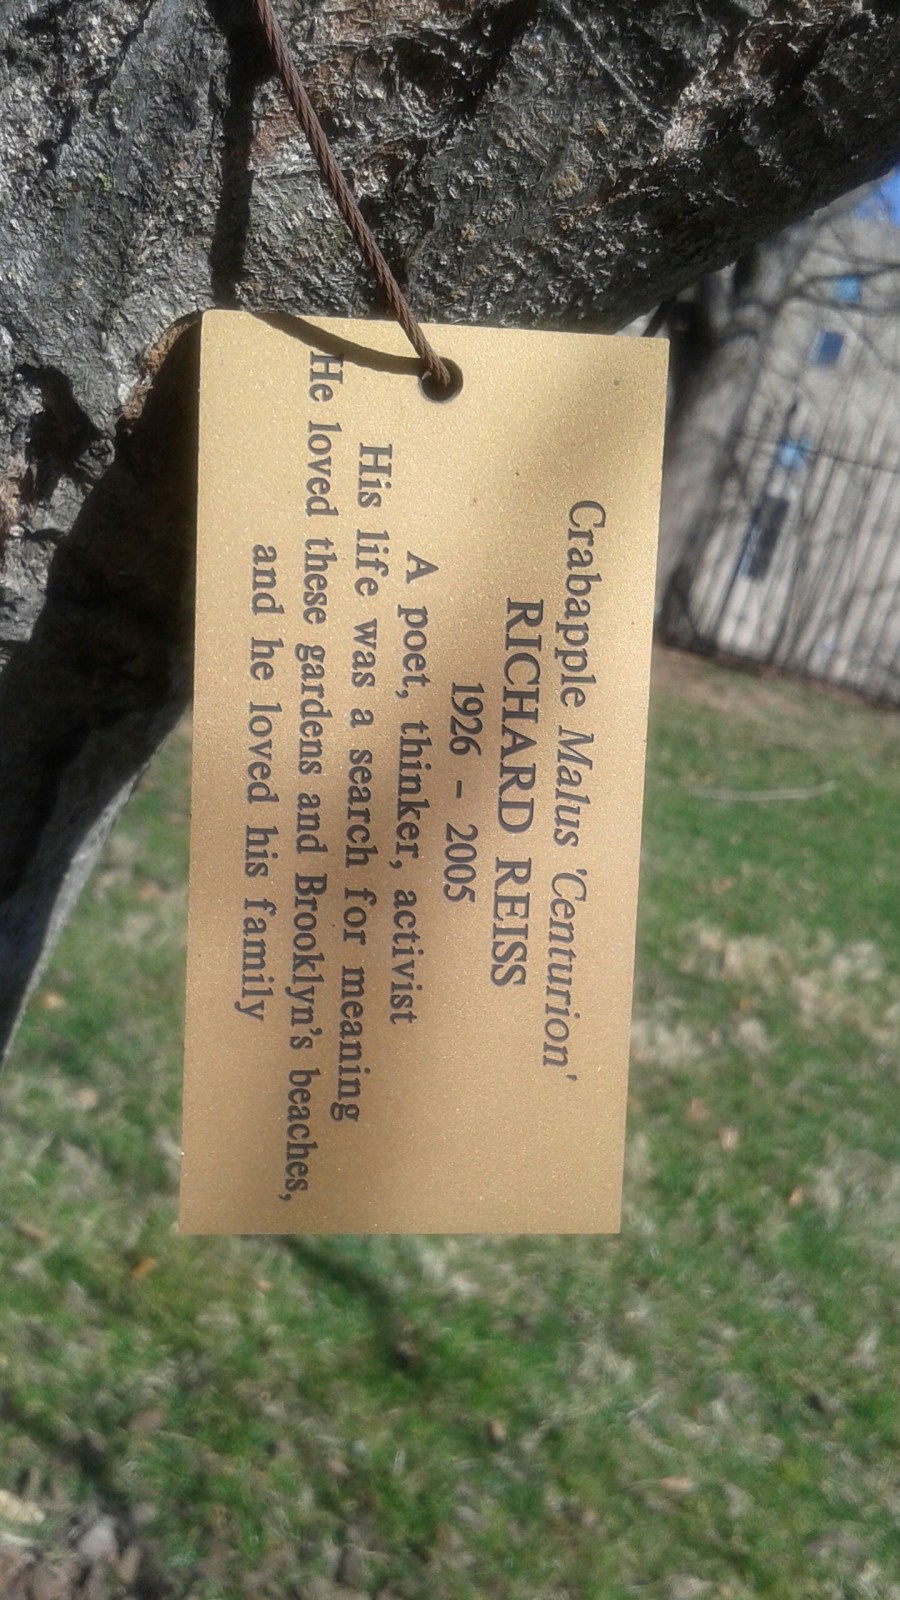 Crabapple Malus 'Centurion'
RICHARD REISS
1926 – 2005
A poet, thinker, activist
His life was a search for meaning
He loved these gardens and Brooklyn's beaches,
and he loved his family